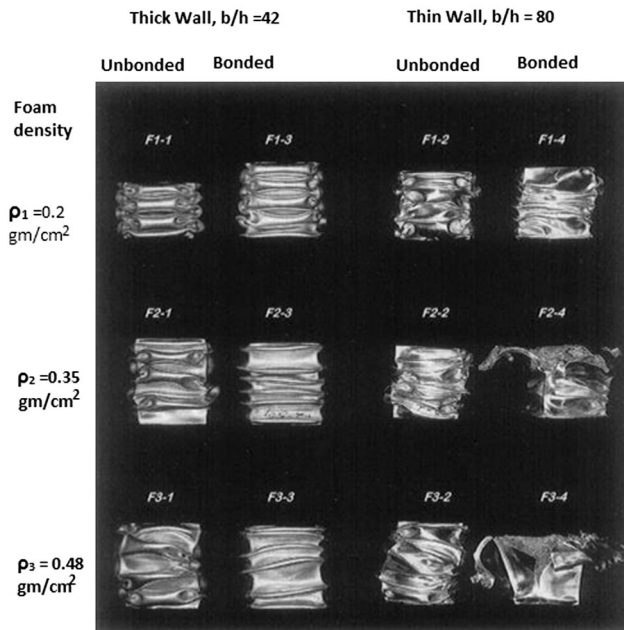 Thick Wall, b/h =42
Thin Wall, b/h = 80
Unbonded
Bonded
Unbonded
Bonded
Foam
density
F1-1
F1-3
F1-2
F1-4
ρ1 =0.2
gm/cm2
F2-1
F2-3
F2-2
F2-4
ρ2 =0.35
gm/cm2
F3-1
F3-3
F3-2
F3-4
ρ3 = 0.48
gm/cm2